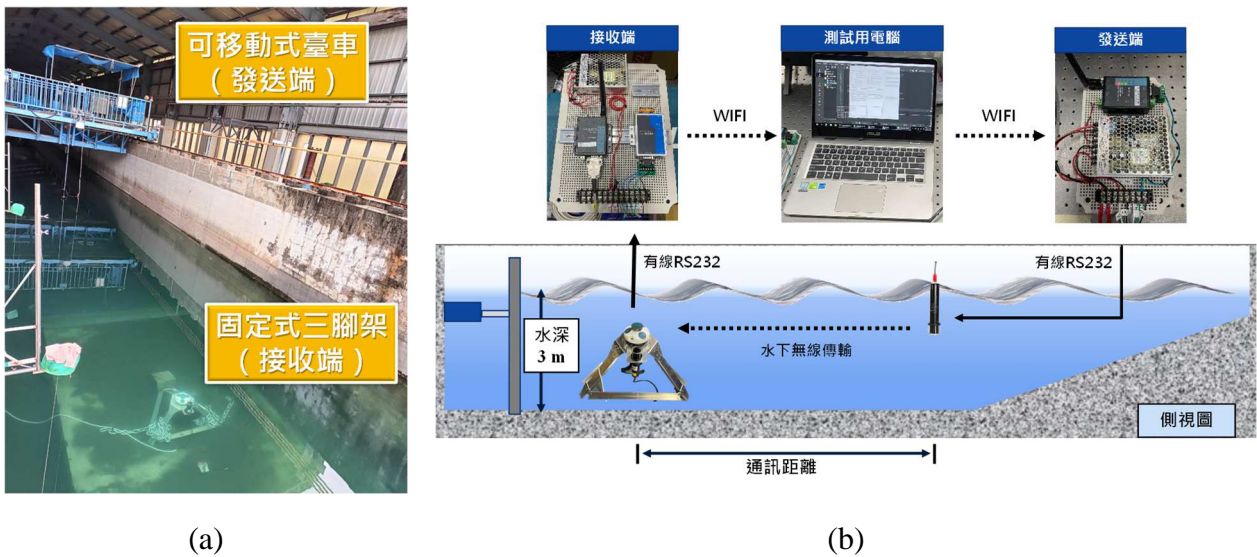 可移動式臺車
（發送端）
固定式三腳架
（接收端）
(a)
接收端
測試用電腦
發送端
WIFI
WIFI
有線RS232
有線RS232
水深
3 m
水下無線傳輸
側視圖
通訊距離
(b)